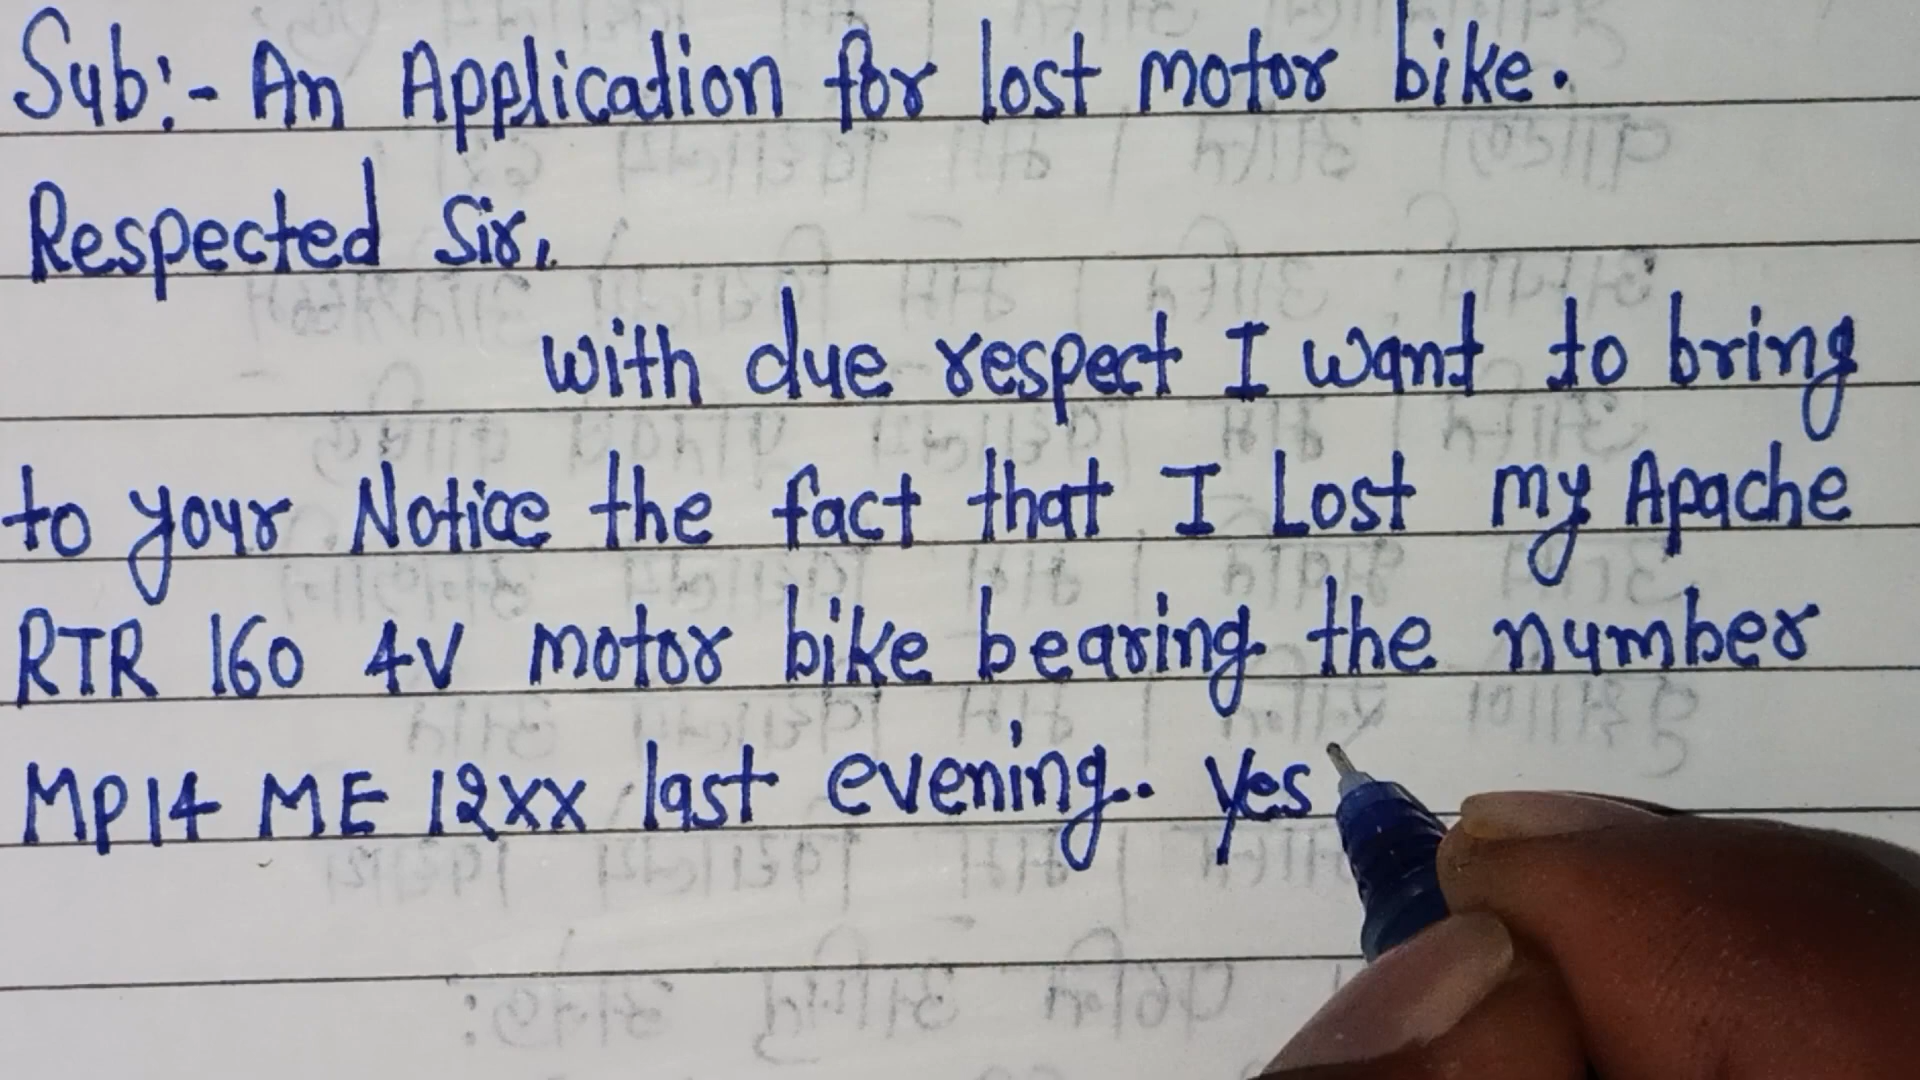 Sub:- An Application for lost motor bike.
Respected Sir,
with due respect I want to bring
to your Notice the fact that I Lost my Apache
RTR 160 4V motor bike bearing the number
MP14 ME 12XX last evening.. Yes